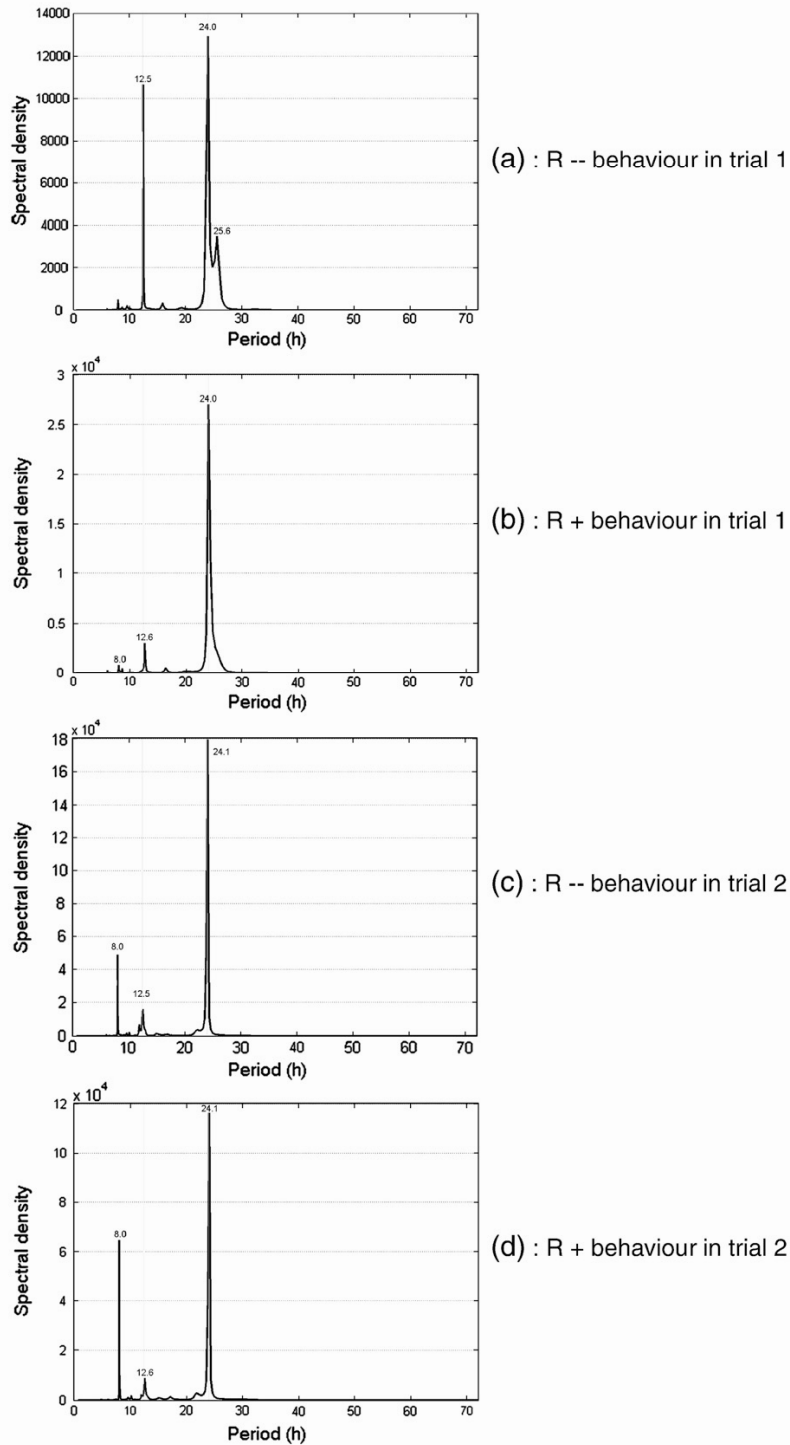 14000
12000
10000
8000
6000
4000
2000
0
Spectral density
12.5
24.0
25.6
0 10 20 30 40 50 60 70
Period (h)
(a) : R -- behaviour in trial 1
x 10⁴
3
2.5
2
1.5
1
0.5
0
Spectral density
8.0
12.6
24.0
0 10 20 30 40 50 60 70
Period (h)
(b) : R + behaviour in trial 1
x 10⁴
18
16
14
12
10
8
6
4
2
0
Spectral density
8.0
12.5
24.1
0 10 20 30 40 50 60 70
Period (h)
(c) : R -- behaviour in trial 2
x 10⁴
12
10
8
6
4
2
0
Spectral density
8.0
12.6
24.1
0 10 20 30 40 50 60 70
Period (h)
(d) : R + behaviour in trial 2